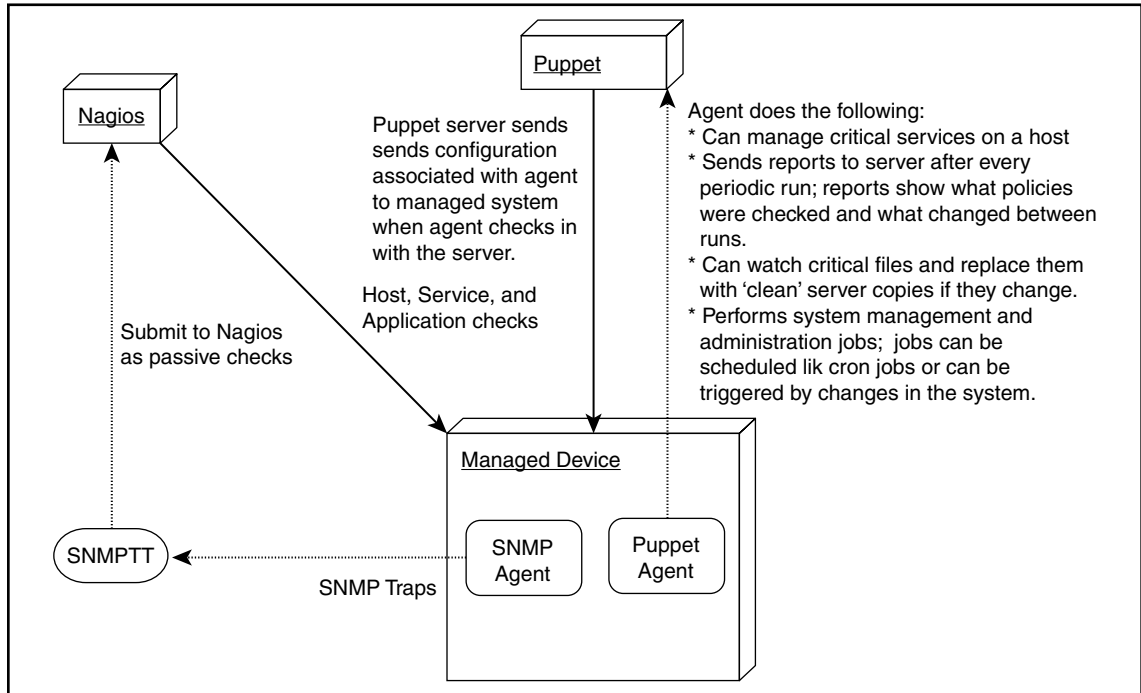 Nagios
Puppet
Puppet server sends
sends configuration
associated with agent
to managed system
when agent checks in
with the server.
Agent does the following:
* Can manage critical services on a host
* Sends reports to server after every
periodic run; reports show what policies
were checked and what changed between
runs.
* Can watch critical files and replace them
with ‘clean’ server copies if they change.
* Performs system management and
administration jobs; jobs can be
scheduled lik cron jobs or can be
triggered by changes in the system.
Host, Service, and
Application checks
Submit to Nagios
as passive checks
Managed Device
SNMPTT
SNMP Traps
SNMP
Agent
Puppet
Agent